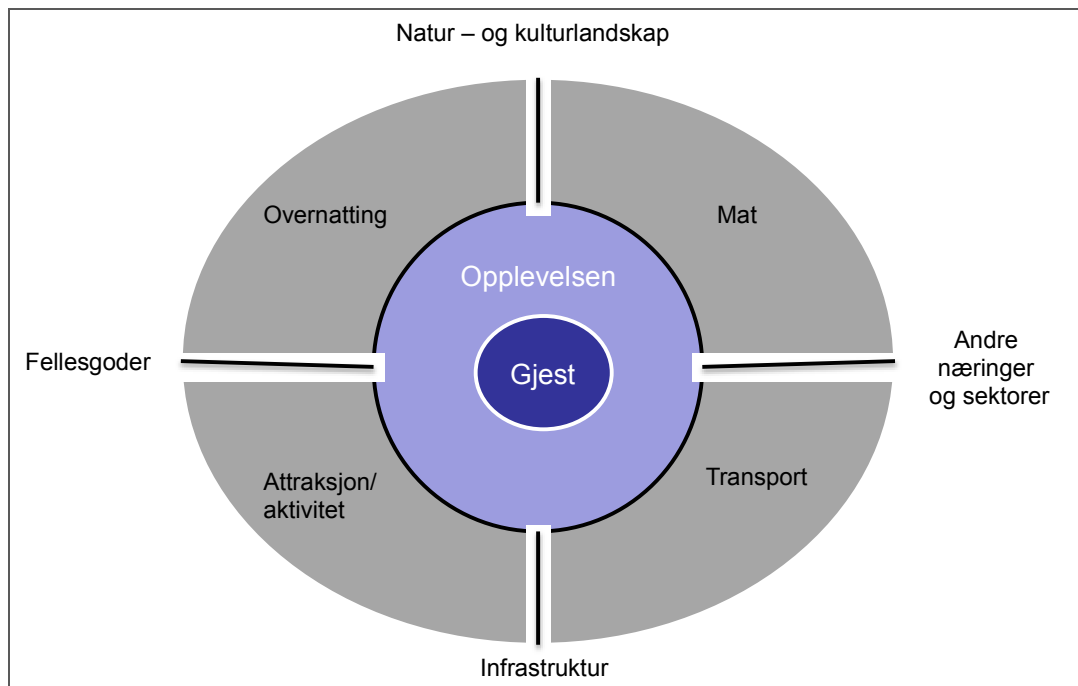 Natur – og kulturlandskap
Overnatting
Mat
Opplevelsen
Fellesgoder
Gjest
Andre
næringer
og sektorer
Attraksjon/
aktivitet
Transport
Infrastruktur